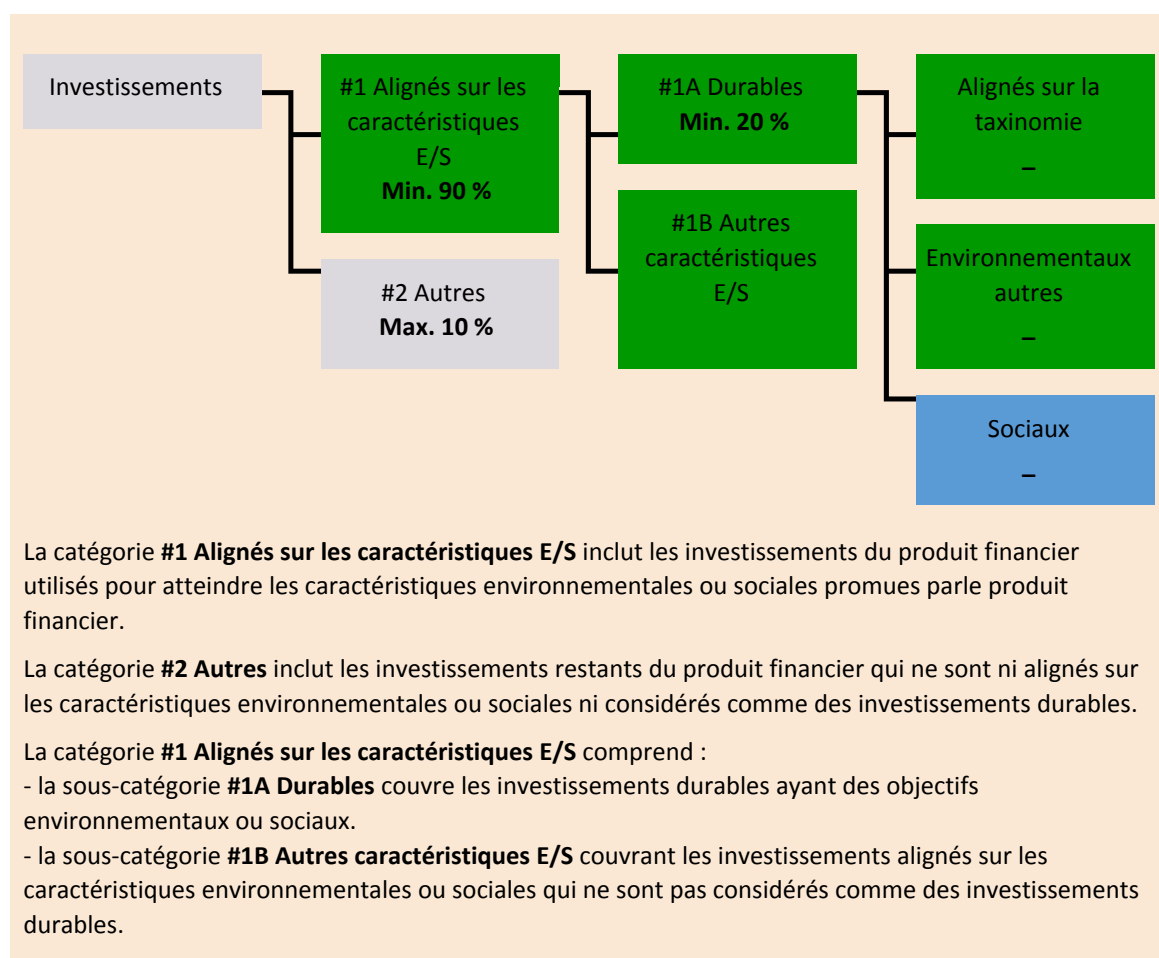 Investissements
#1 Alignés sur les
caractéristiques
E/S
Min. 90 %
#2 Autres
Max. 10 %
#1A Durables
Min. 20 %
#1B Autres
caractéristiques
E/S
Alignés sur la
taxinomie
–
Environnementaux
autres
–
Sociaux
–
La catégorie #1 Alignés sur les caractéristiques E/S inclut les investissements du produit financier
utilisés pour atteindre les caractéristiques environnementales ou sociales promues parle produit
financier.
La catégorie #2 Autres inclut les investissements restants du produit financier qui ne sont ni alignés sur
les caractéristiques environnementales ou sociales ni considérés comme des investissements durables.
La catégorie #1 Alignés sur les caractéristiques E/S comprend :
- la sous-catégorie #1A Durables couvre les investissements durables ayant des objectifs
environnementaux ou sociaux.
- la sous-catégorie #1B Autres caractéristiques E/S couvrant les investissements alignés sur les
caractéristiques environnementales ou sociales qui ne sont pas considérés comme des investissements
durables.